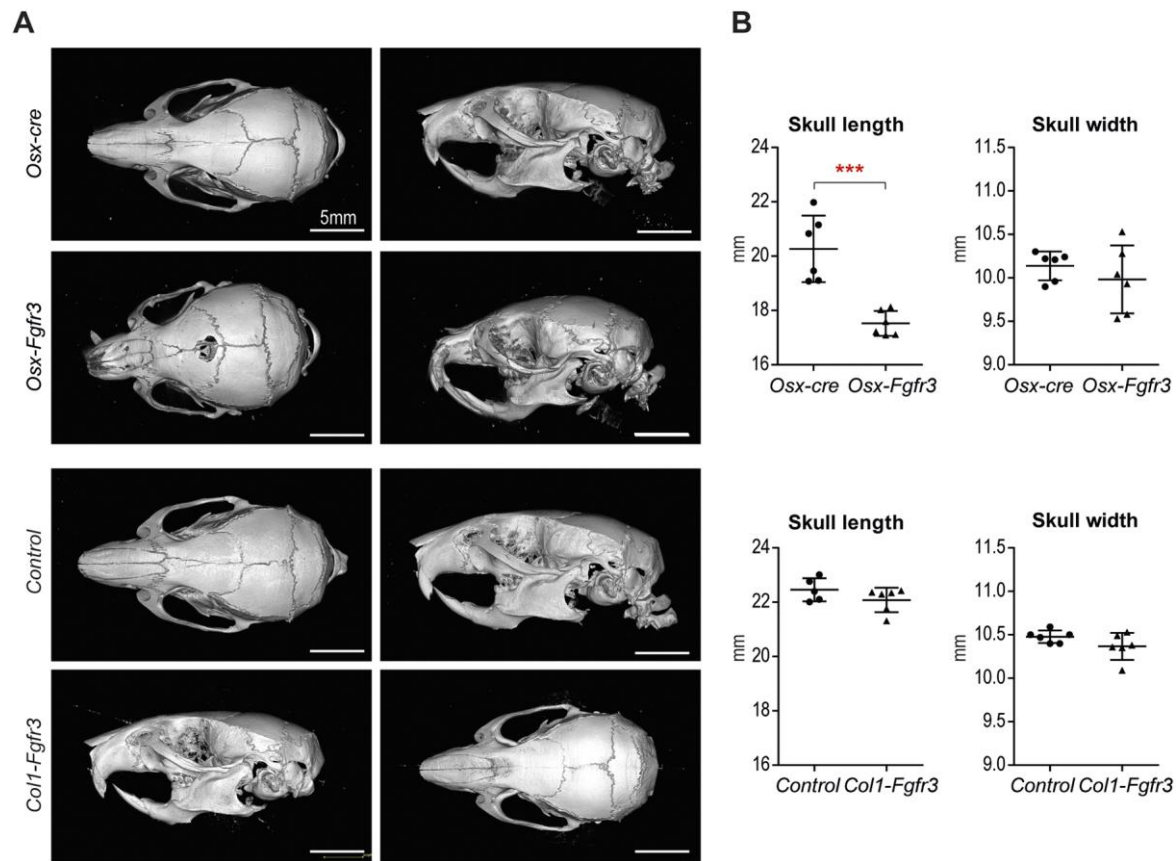 A
Osx-cre
5mm
Osx-Fgfr3
Control
Col1-Fgfr3
B
Skull length
24
22
20
18
16
mm
***
Osx-cre Osx-Fgfr3
Skull width
11.5
11.0
10.5
10.0
9.5
9.0
mm
Osx-cre Osx-Fgfr3
Skull length
24
22
20
18
16
mm
Control Col1-Fgfr3
Skull width
11.5
11.0
10.5
10.0
9.5
9.0
mm
Control Col1-Fgfr3